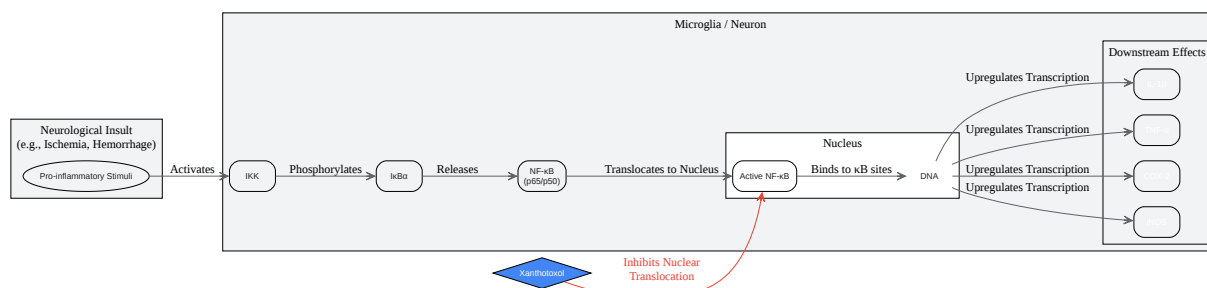 Microglia / Neuron
Downstream Effects
Upregulates Transcription
Neurological Insult
(e.g., Ischemia, Hemorrhage)
Upregulates Transcription
Nucleus
Pro-inflammatory Stimuli
Activates
IKK
Phosphorylates
IκBα
Releases
NF-κB
(p65/p50)
Translocates to Nucleus
Active NF-κB
Binds to κB sites
DNA
Upregulates Transcription
Upregulates Transcription
Xanthotoxol
Inhibits Nuclear
Translocation